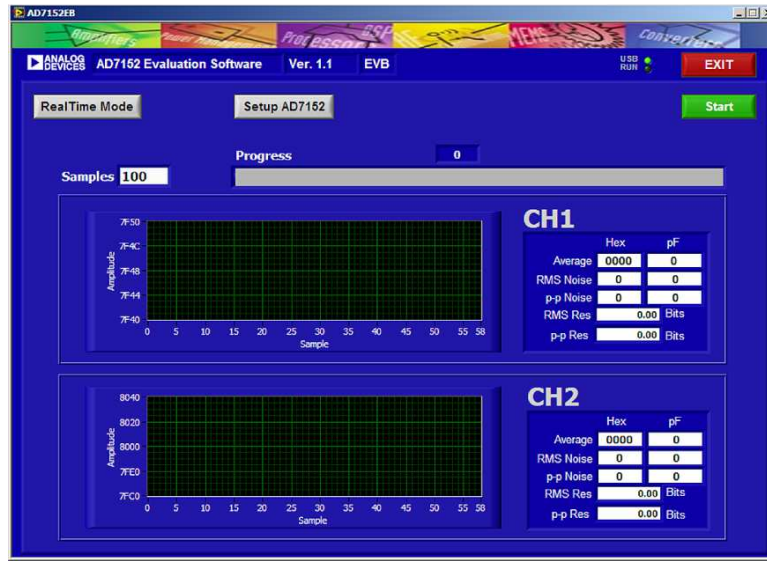 AD7152EB
Amplifiers Power Management Processors DSP MEMS Converters
ANALOG DEVICES AD7152 Evaluation Software Ver. 1.1 EVB
USB
RUN
EXIT
RealTime Mode
Setup AD7152
Start
Progress 0
Samples 100
CH1
Hex pF
Average 0000 0
RMS Noise 0 0
p-p Noise 0 0
RMS Res 0.00 Bits
p-p Res 0.00 Bits
Amplitude
7F50
7F4C
7F48
7F44
7F40
0 5 10 15 20 25 30 35 40 45 50 55 58
Sample
CH2
Hex pF
Average 0000 0
RMS Noise 0 0
p-p Noise 0 0
RMS Res 0.00 Bits
p-p Res 0.00 Bits
Amplitude
8040
8020
8000
7FE0
7FC0
0 5 10 15 20 25 30 35 40 45 50 55 58
Sample